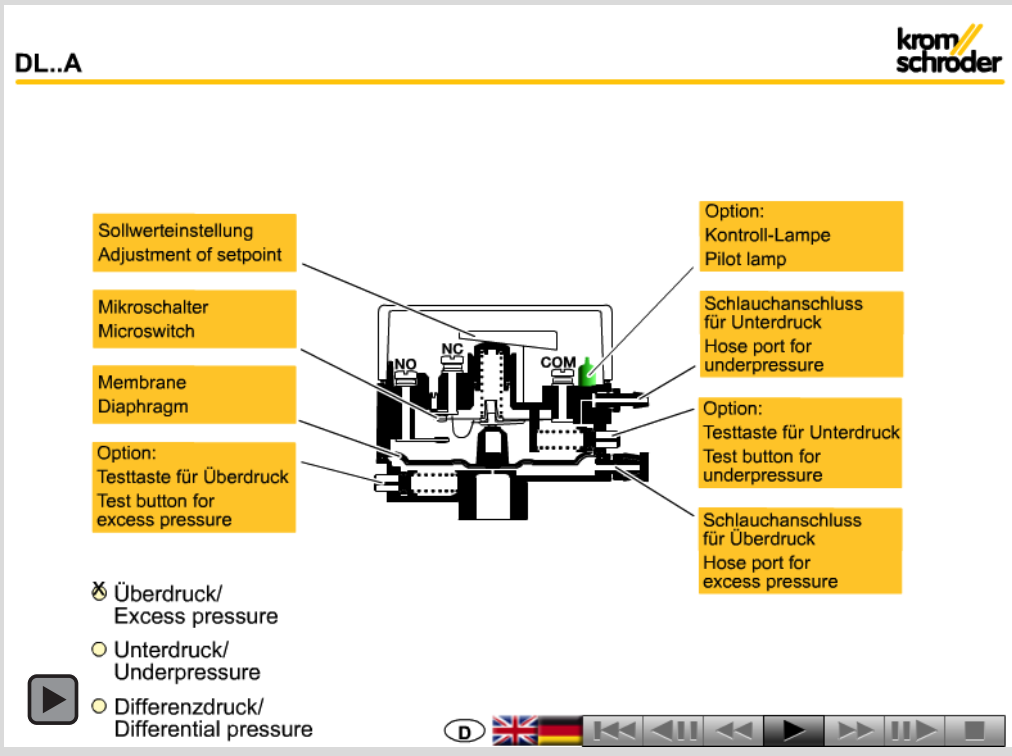 DL..A
krom
schroder
Sollwerteinstellung
Adjustment of setpoint
Mikroschalter
Microswitch
Membrane
Diaphragm
Option:
Testtaste für Überdruck
Test button for
excess pressure
NO
NC
COM
Option:
Kontroll-Lampe
Pilot lamp
Schlauchanschluss
für Unterdruck
Hose port for
underpressure
Option:
Testtaste für Unterdruck
Test button for
underpressure
Schlauchanschluss
für Überdruck
Hose port for
excess pressure
X Überdruck/
Excess pressure
Unterdruck/
Underpressure
Differenzdruck/
Differential pressure
D